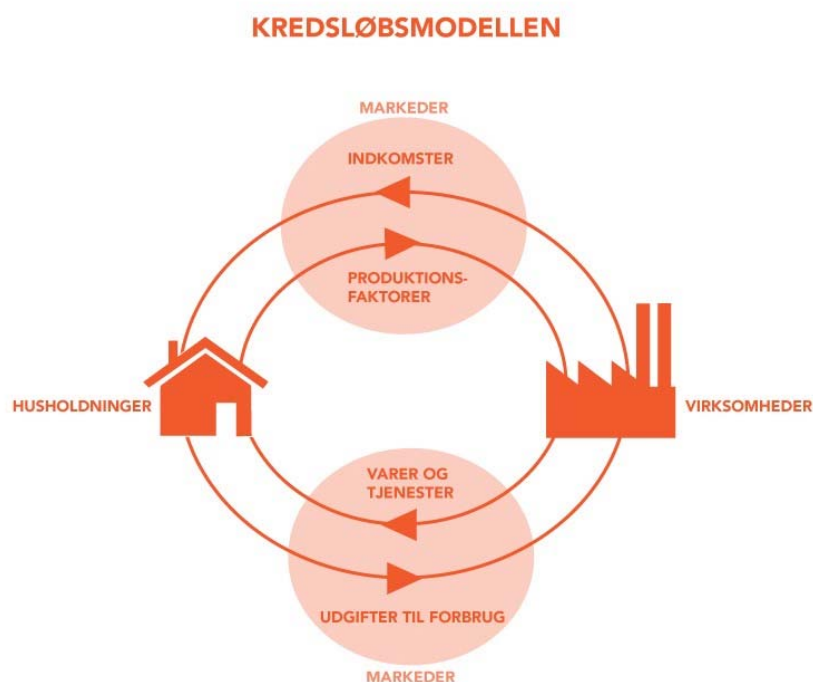 KREDSLØBSMODELLEN
MARKEDER
INDKOMSTER
PRODUKTIONS-
FAKTORER
HUSHOLDNINGER
VIRKSOMHEDER
VARER OG
TJENESTER
UDGIFTER TIL FORBRUG
MARKEDER